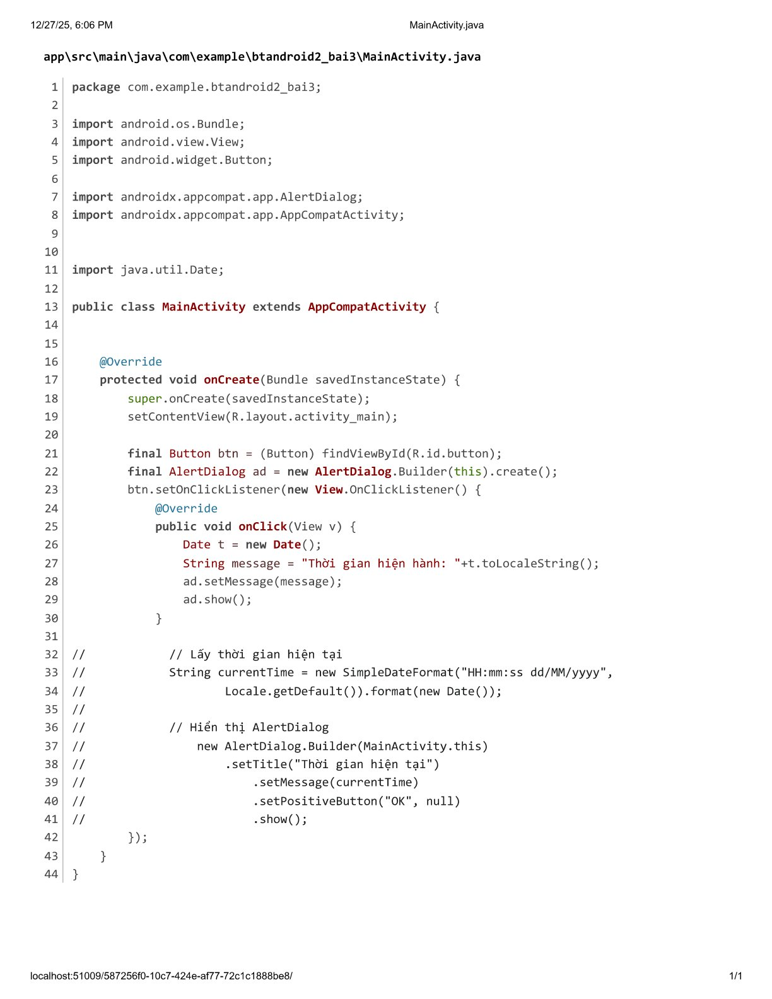 12/27/25, 6:06 PM MainActivity.java
app\src\main\java\com\example\btandroid2_bai3\MainActivity.java
1 package com.example.btandroid2_bai3;
2
3 import android.os.Bundle;
4 import android.view.View;
5 import android.widget.Button;
6
7 import androidx.appcompat.app.AlertDialog;
8 import androidx.appcompat.app.AppCompatActivity;
9
10
11 import java.util.Date;
12
13 public class MainActivity extends AppCompatActivity {
14
15
16     @Override
17     protected void onCreate(Bundle savedInstanceState) {
18         super.onCreate(savedInstanceState);
19         setContentView(R.layout.activity_main);
20
21         final Button btn = (Button) findViewById(R.id.button);
22         final AlertDialog ad = new AlertDialog.Builder(this).create();
23         btn.setOnClickListener(new View.OnClickListener() {
24             @Override
25             public void onClick(View v) {
26                 Date t = new Date();
27                 String message = "Thời gian hiện hành: "+t.toLocaleString();
28                 ad.setMessage(message);
29                 ad.show();
30             }
31
32 //            // Lấy thời gian hiện tại
33 //            String currentTime = new SimpleDateFormat("HH:mm:ss dd/MM/yyyy",
34 //                    Locale.getDefault()).format(new Date());
35 //
36 //            // Hiển thị AlertDialog
37 //                new AlertDialog.Builder(MainActivity.this)
38 //                    .setTitle("Thời gian hiện tại")
39 //                        .setMessage(currentTime)
40 //                        .setPositiveButton("OK", null)
41 //                        .show();
42         });
43     }
44 }
localhost:51009/587256f0-10c7-424e-af77-72c1c1888be8/ 1/1